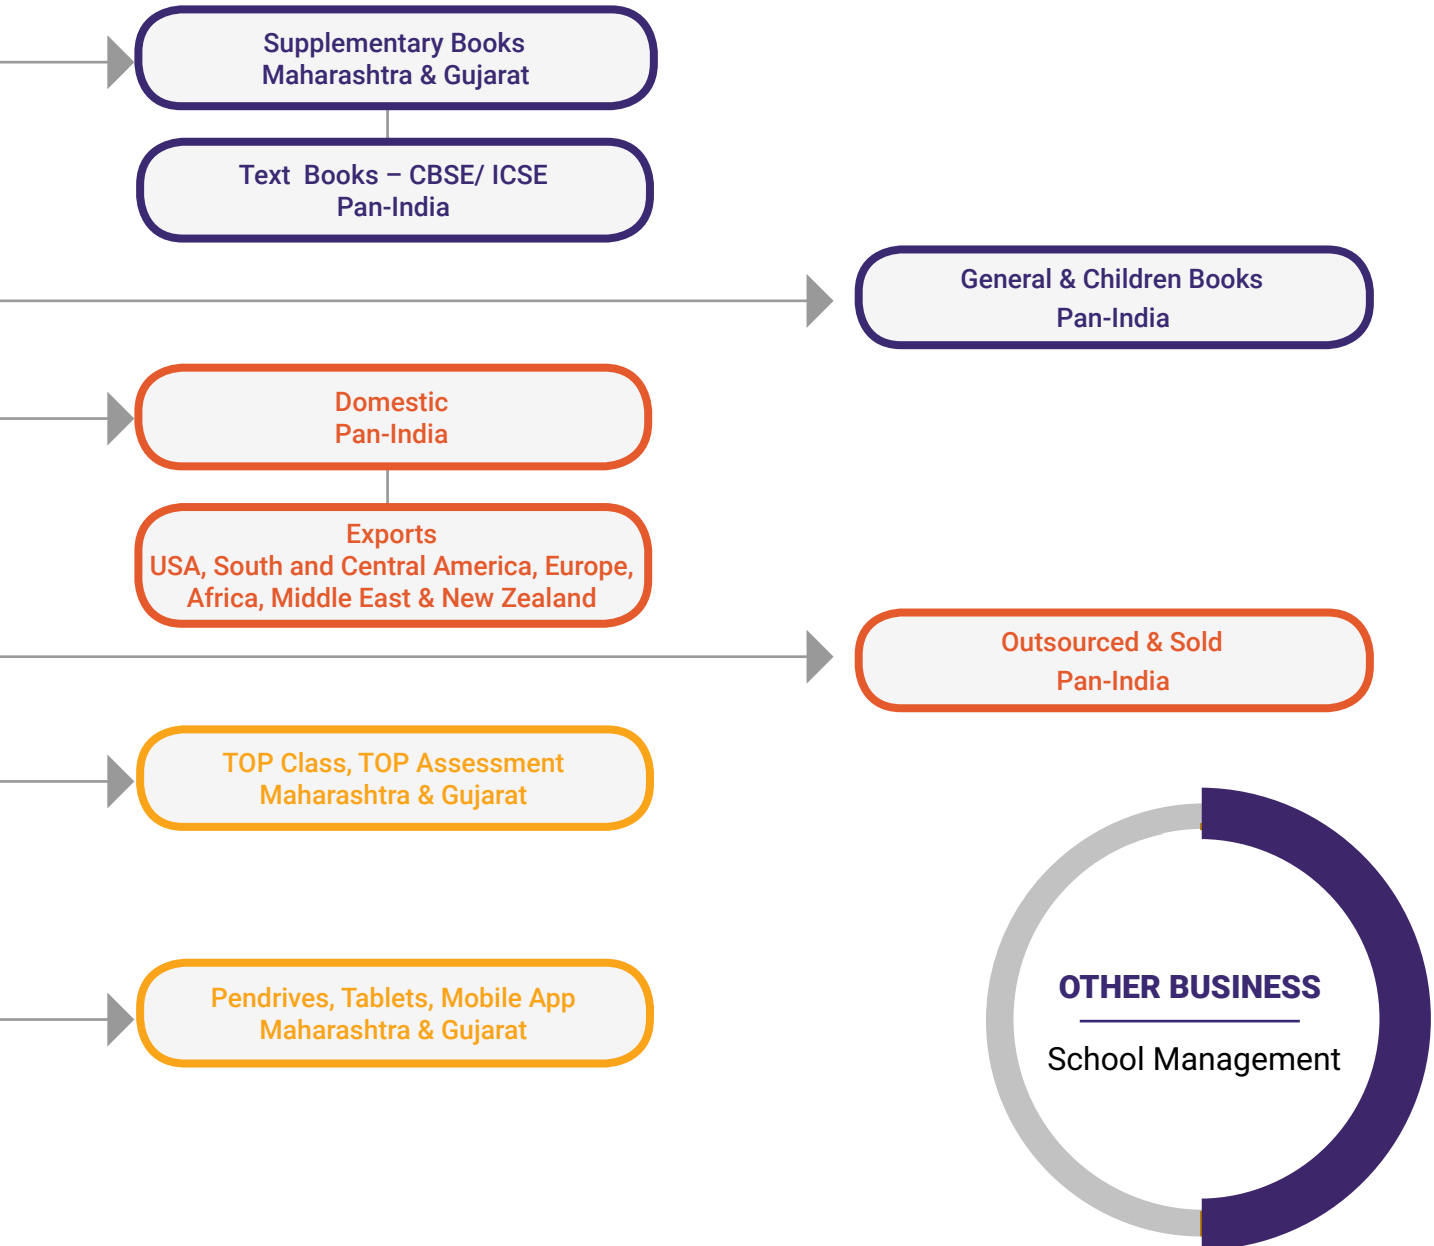 Supplementary Books
Maharashtra & Gujarat
Text Books – CBSE/ ICSE
Pan-India
General & Children Books
Pan-India
Domestic
Pan-India
Exports
USA, South and Central America, Europe,
Africa, Middle East & New Zealand
Outsourced & Sold
Pan-India
TOP Class, TOP Assessment
Maharashtra & Gujarat
Pendrives, Tablets, Mobile App
Maharashtra & Gujarat
OTHER BUSINESS
School Management